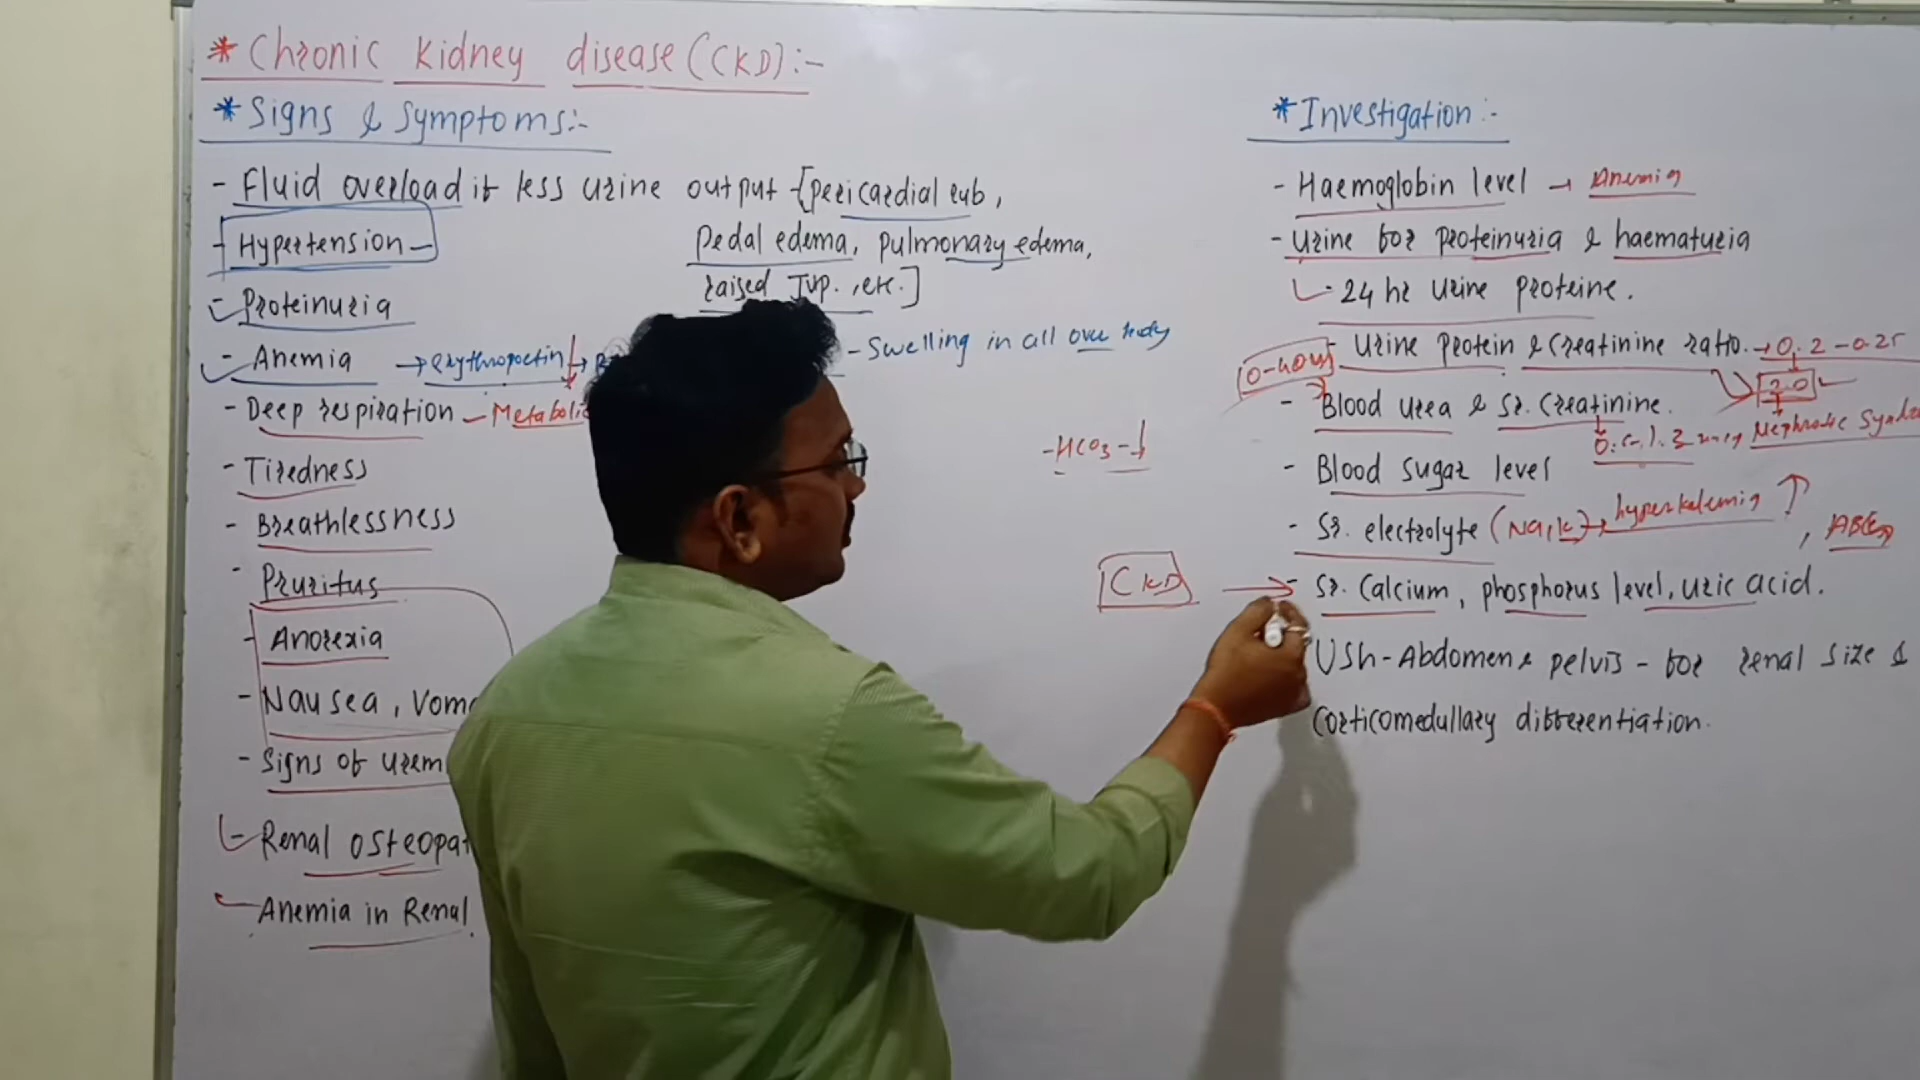 * Chronic Kidney disease (CKD):-
* Signs & Symptoms:-
- Fluid overload if less urine output - [pericardial rub,
Pedal edema, pulmonary edema,
raised Jvp., etc.]
- Hypertension -
- Proteinuria
- Anemia → erythropoetin ↓ →
- Swelling in all over body
- Deep respiration - Metabolic
- HCO3 - ↓
- Tiredness
- Breathlessness
- Pruritus
- Anorexia
- Nausea, Vom
- Signs of urem
- Renal osteopat
- Anemia in Renal
CKD →
* Investigation:-
- Haemoglobin level → Anemia
- Urine for proteinuria & haematuria
- 24 hr urine proteine.
- Urine protein & creatinine ratio. → 0.2-0.25
- Blood urea & Sr. Creatinine.
Nephrotic
- Blood sugar level
- Sr. electrolyte (Na, K) → hyperkalemia ↑, ABG
- Sr. Calcium, phosphorus level, uric acid.
USh - Abdomen & pelvis - for renal size &
Corticomedullary differentiation.